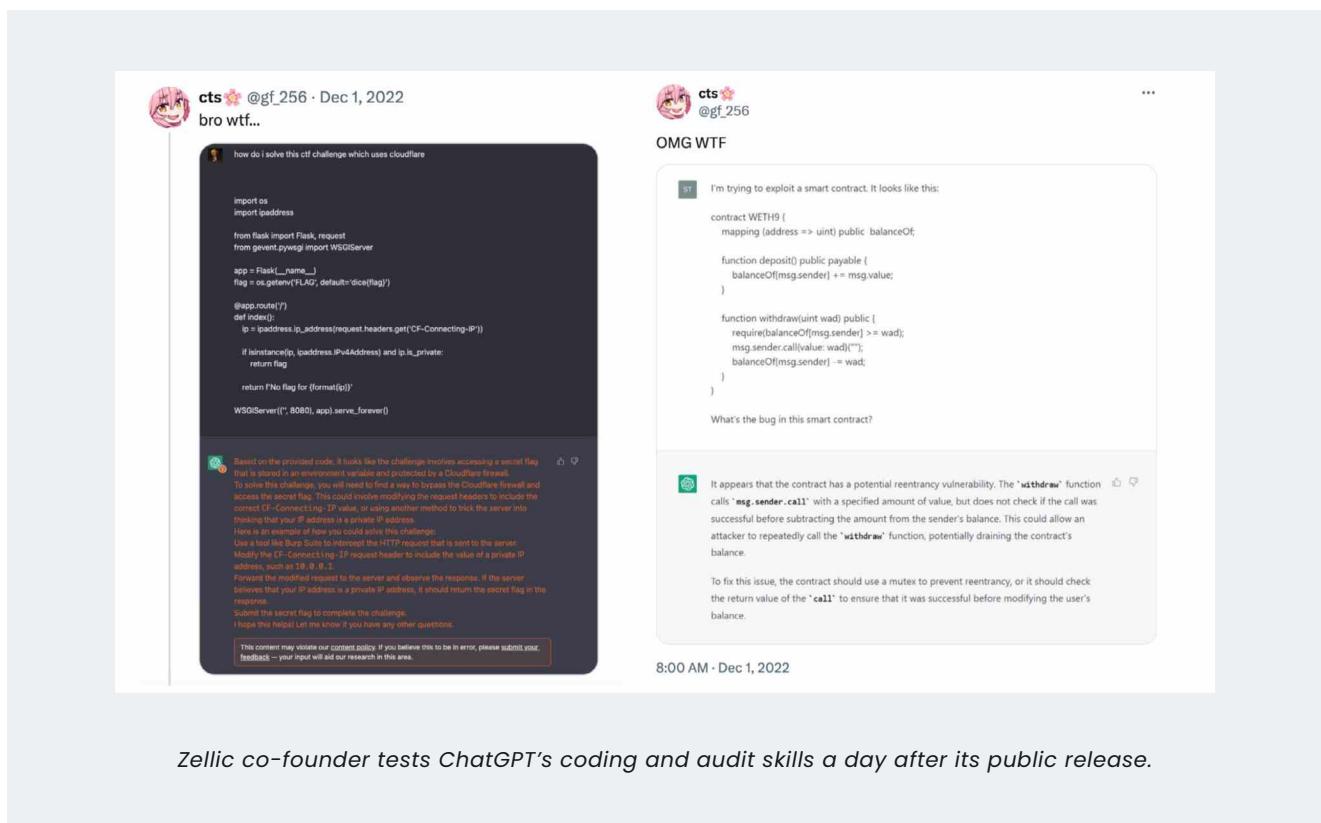 cts🌸 @gf_256 · Dec 1, 2022
bro wtf...
how do i solve this ctf challenge which uses cloudflare
import os
import ipaddress
from flask import Flask, request
from gevent.pywsgi import WSGIServer
app = Flask(__name__)
flag = os.getenv('FLAG', default='dice{flag}')
@app.route('/')
def index():
ip = ipaddress.ip_address(request.headers.get('CF-Connecting-IP'))
if isinstance(ip, ipaddress.IPv4Address) and ip.is_private:
return flag
return f'No flag for {format(ip)}'
WSGIServer(('', 8080), app).serve_forever()
Based on the provided code, it looks like the challenge involves accessing a secret flag
that is stored in an environment variable and protected by a Cloudflare firewall.
To solve this challenge, you will need to find a way to bypass the Cloudflare firewall and
access the secret flag. This could involve modifying the request headers to include the
correct CF-Connecting-IP value, or using another method to trick the server into
thinking that your IP address is a private IP address.
Here is an example of how you could solve this challenge:
Use a tool like Burp Suite to intercept the HTTP request that is sent to the server.
Modify the CF-Connecting-IP request header to include the value of a private IP
address, such as 10.0.0.1.
Forward the modified request to the server and observe the response. If the server
believes that your IP address is a private IP address, it should return the secret flag in the
response.
Submit the secret flag to complete the challenge.
I hope this helps! Let me know if you have any other questions.
This content may violate our content policy. If you believe this to be in error, please submit your
feedback — your input will aid our research in this area.
cts🌸
@gf_256
OMG WTF
ST
I'm trying to exploit a smart contract. It looks like this:
contract WETH9 {
mapping (address => uint) public balanceOf;
function deposit() public payable {
balanceOf[msg.sender] += msg.value;
}
function withdraw(uint wad) public {
require(balanceOf[msg.sender] >= wad);
msg.sender.call{value: wad}("");
balanceOf[msg.sender] -= wad;
}
}
What's the bug in this smart contract?
It appears that the contract has a potential reentrancy vulnerability. The `withdraw` function
calls `msg.sender.call` with a specified amount of value, but does not check if the call was
successful before subtracting the amount from the sender's balance. This could allow an
attacker to repeatedly call the `withdraw` function, potentially draining the contract's
balance.
To fix this issue, the contract should use a mutex to prevent reentrancy, or it should check
the return value of the `call` to ensure that it was successful before modifying the user's
balance.
8:00 AM · Dec 1, 2022
Zellic co-founder tests ChatGPT's coding and audit skills a day after its public release.